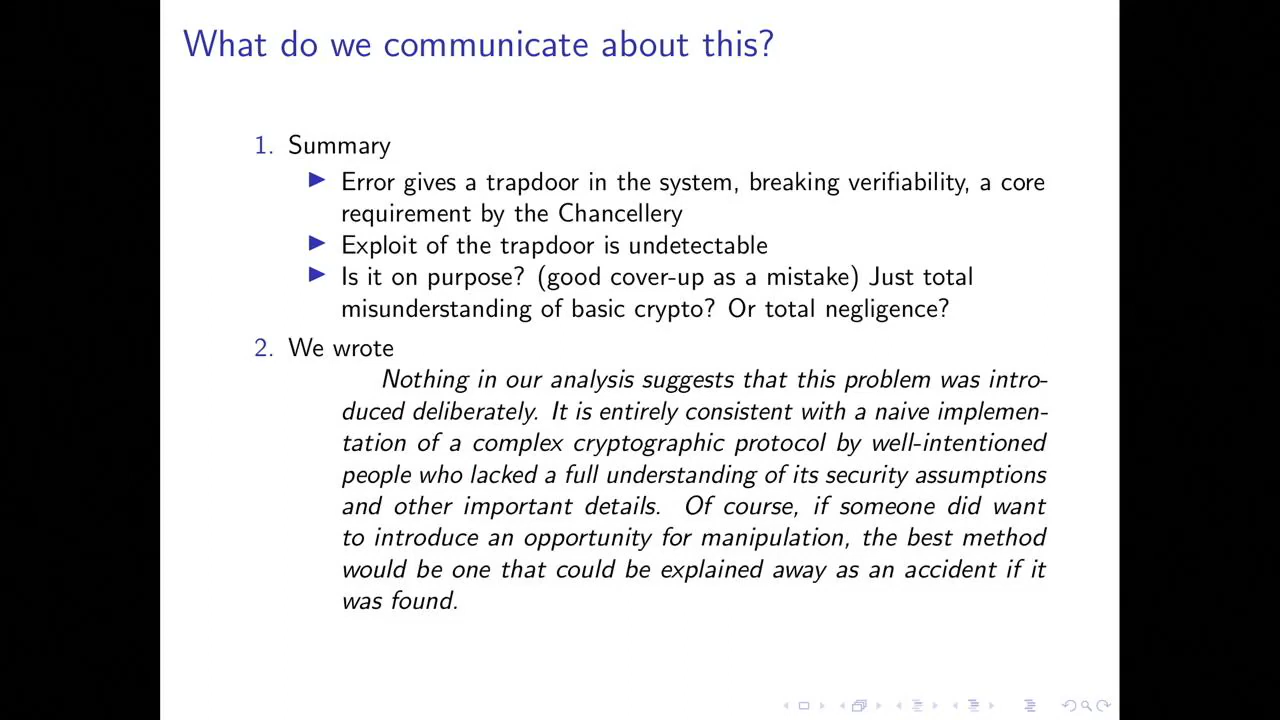 What do we communicate about this?
1. Summary
Error gives a trapdoor in the system, breaking verifiability, a core
requirement by the Chancellery
Exploit of the trapdoor is undetectable
Is it on purpose? (good cover-up as a mistake) Just total
misunderstanding of basic crypto? Or total negligence?
2. We wrote
Nothing in our analysis suggests that this problem was intro-
duced deliberately. It is entirely consistent with a naive implemen-
tation of a complex cryptographic protocol by well-intentioned
people who lacked a full understanding of its security assumptions
and other important details. Of course, if someone did want
to introduce an opportunity for manipulation, the best method
would be one that could be explained away as an accident if it
was found.